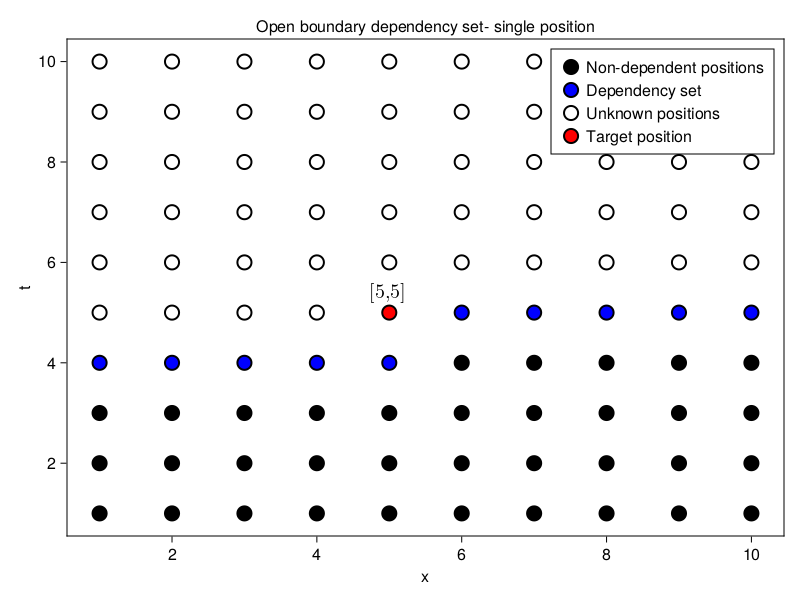 Open boundary dependency set- single position
Non-dependent positions
Dependency set
Unknown positions
Target position
[5,5]
10
8
6
4
2
t
2
4
6
8
10
x